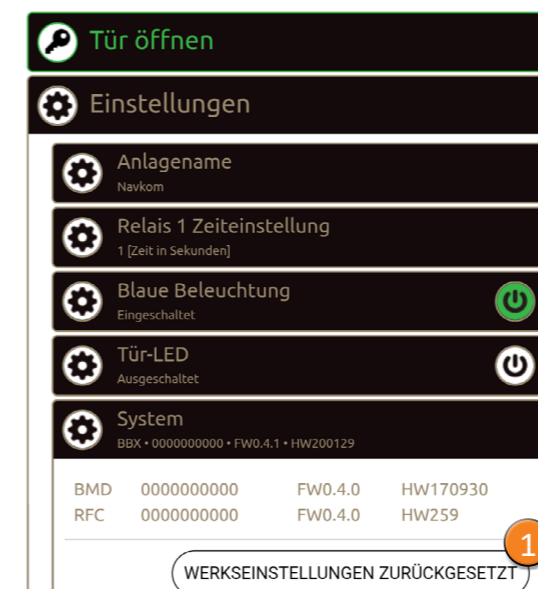 Tür öffnen
Einstellungen
Anlagename
Navkom
Relais 1 Zeiteinstellung
1 [Zeit in Sekunden]
Blaue Beleuchtung
Eingeschaltet
Tür-LED
Ausgeschaltet
System
BBX • 0000000000 • FW0.4.1 • HW200129
BMD 0000000000 FW0.4.0 HW170930
RFC 0000000000 FW0.4.0 HW259
1
WERKSEINSTELLUNGEN ZURÜCKGESETZT